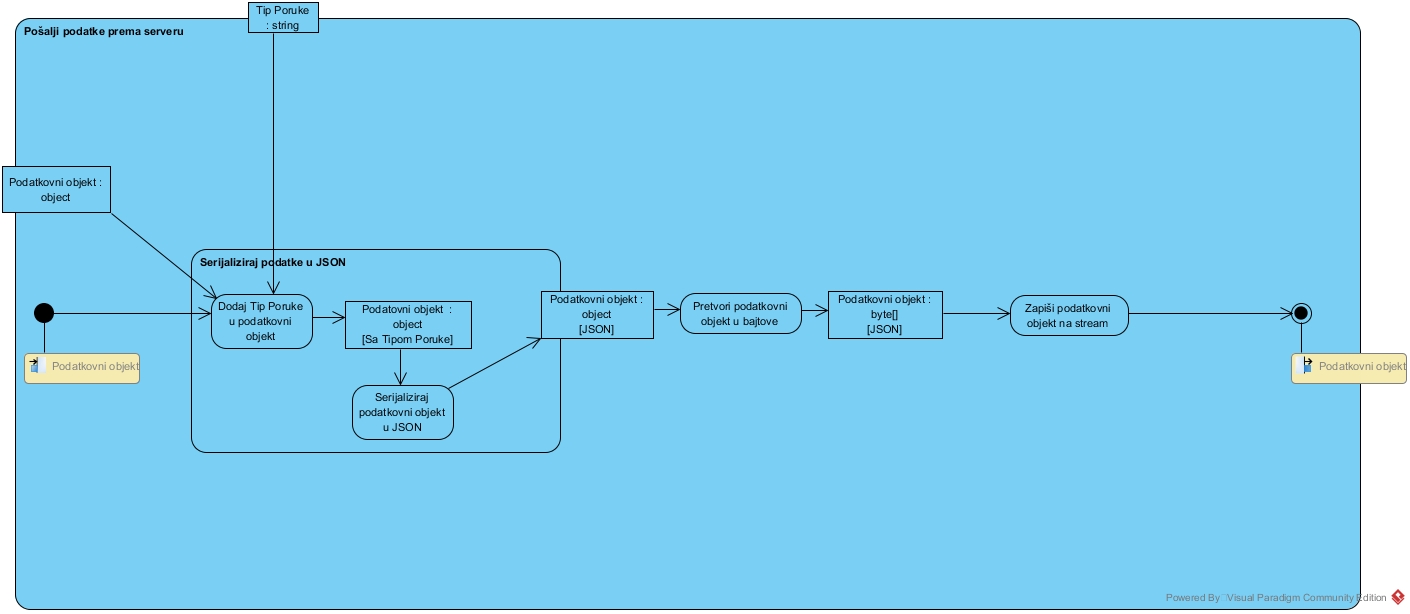 Tip Poruke
: string
Pošalji podatke prema serveru
Podatkovni objekt :
object
Serijaliziraj podatke u JSON
Dodaj Tip Poruke
u podatkovni
objekt
Podatovni objekt :
object
[Sa Tipom Poruke]
Serijaliziraj
podatkovni objekt
u JSON
Podatkovni objekt :
object
[JSON]
Pretvori podatkovni
objekt u bajtove
Podatkovni objekt :
byte[]
[JSON]
Zapiši podatkovni
objekt na stream
Podatkovni objekt
Podatkovni objekt
Powered By Visual Paradigm Community Edition